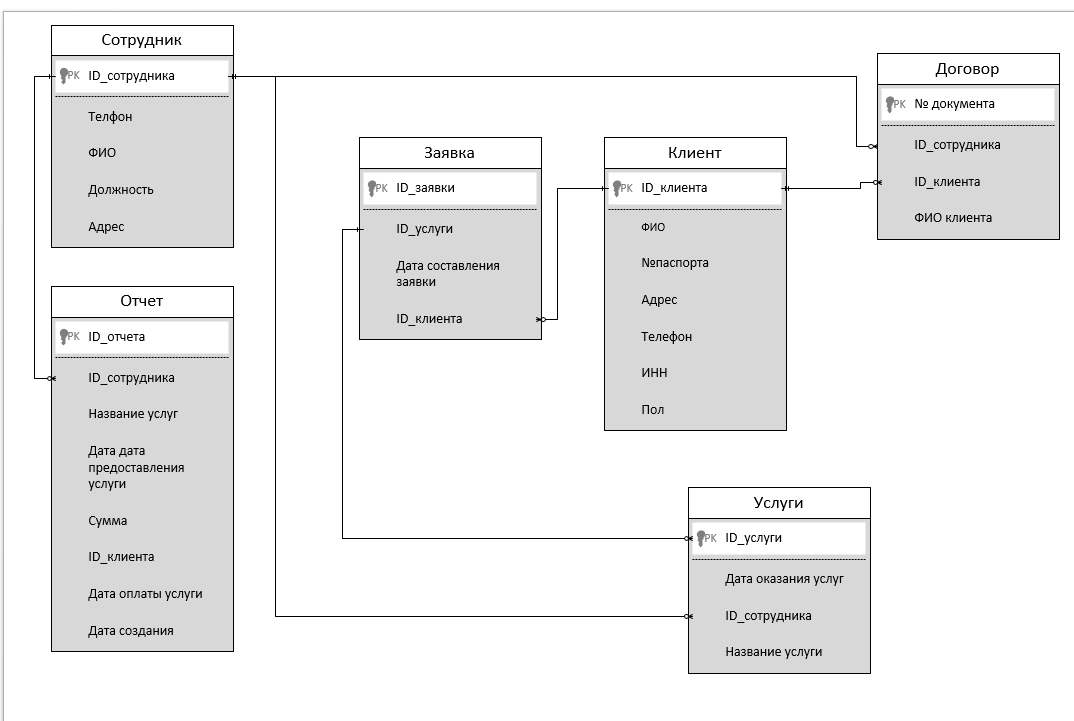 Сотрудник
PK ID_сотрудника
Телфон
ФИО
Должность
Адрес
Отчет
PK ID_отчета
ID_сотрудника
Название услуг
Дата дата
предоставления
услуги
Сумма
ID_клиента
Дата оплаты услуги
Дата создания
Заявка
PK ID_заявки
ID_услуги
Дата составления
заявки
ID_клиента
Клиент
PK ID_клиента
ФИО
№паспорта
Адрес
Телефон
ИНН
Пол
Договор
PK № документа
ID_сотрудника
ID_клиента
ФИО клиента
Услуги
PK ID_услуги
Дата оказания услуг
ID_сотрудника
Название услуги